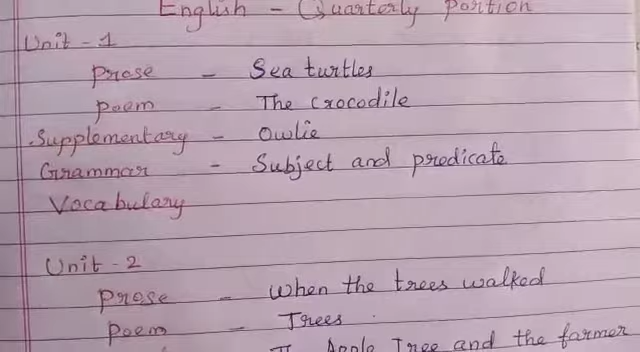 English - Quarterly Portion
Unit - 1
Prose - Sea turtles
Poem - The crocodile
Supplementary - Owlie
Grammar - Subject and predicate
Vocabulary
Unit - 2
Prose - When the trees walked
Poem - Trees
Apple Tree and the farmer